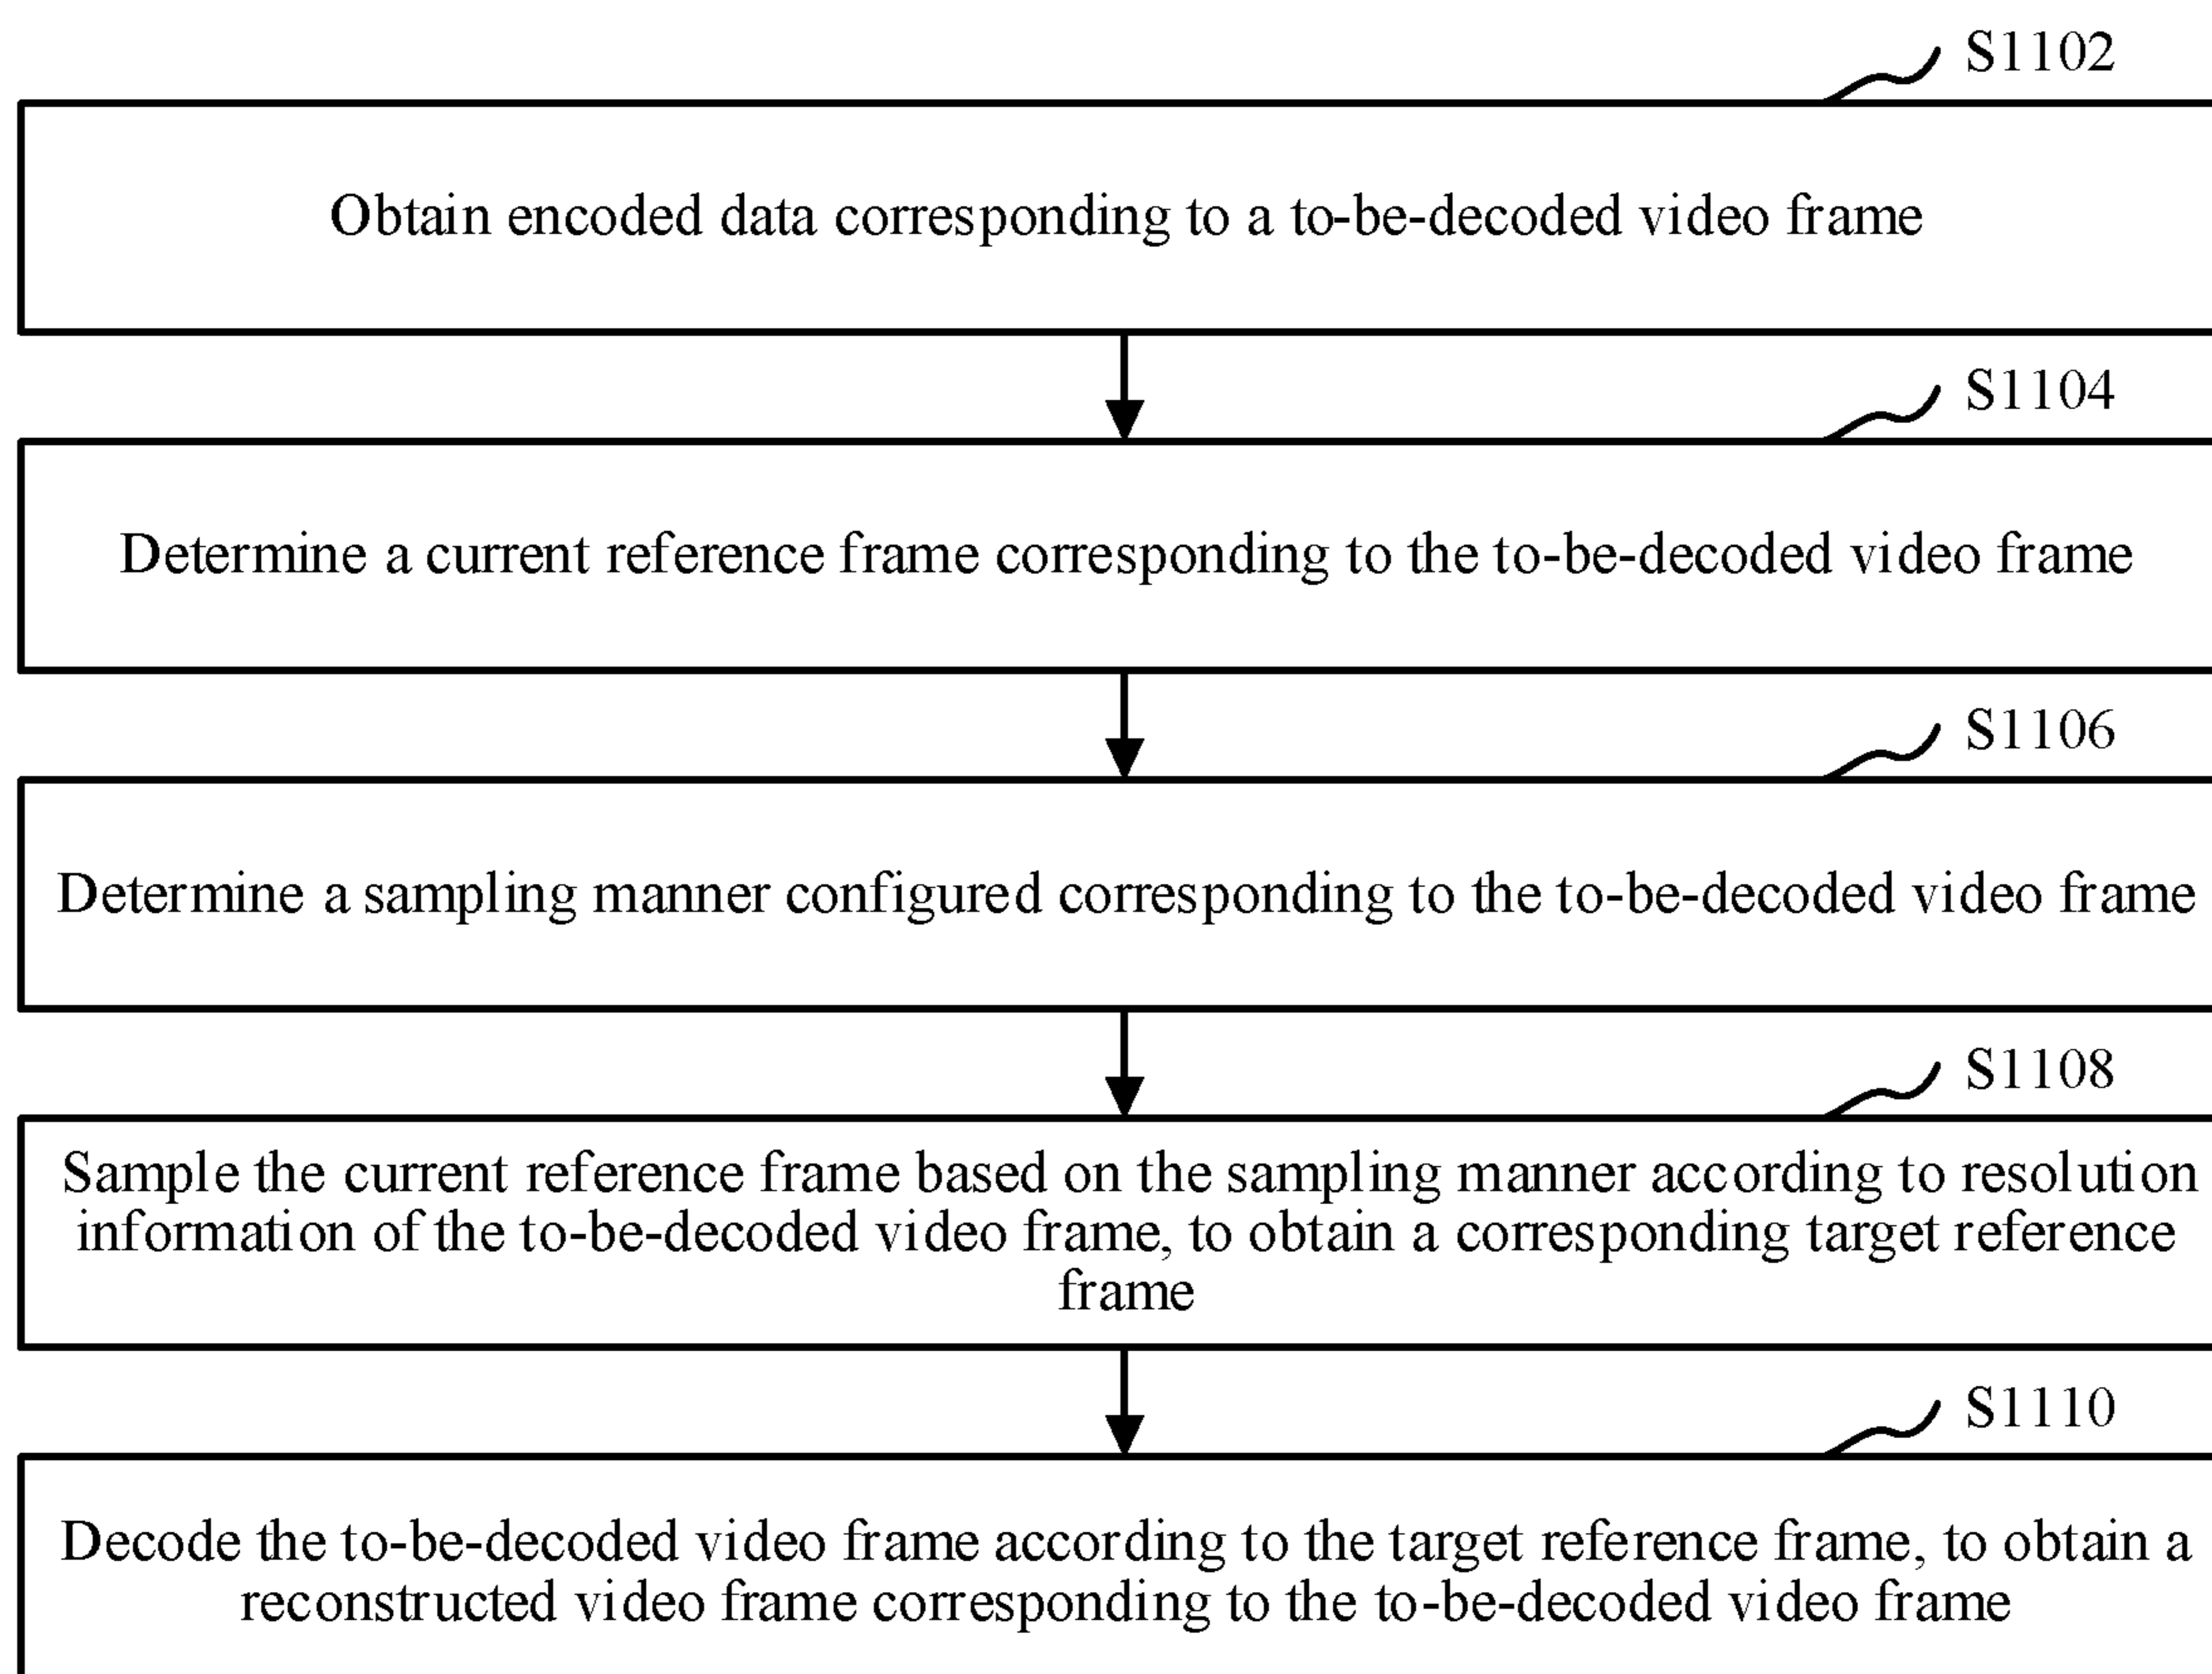 S1102
Obtain encoded data corresponding to a to-be-decoded video frame
S1104
Determine a current reference frame corresponding to the to-be-decoded video frame
S1106
Determine a sampling manner configured corresponding to the to-be-decoded video frame
S1108
Sample the current reference frame based on the sampling manner according to resolution
information of the to-be-decoded video frame, to obtain a corresponding target reference
frame
S1110
Decode the to-be-decoded video frame according to the target reference frame, to obtain a
reconstructed video frame corresponding to the to-be-decoded video frame